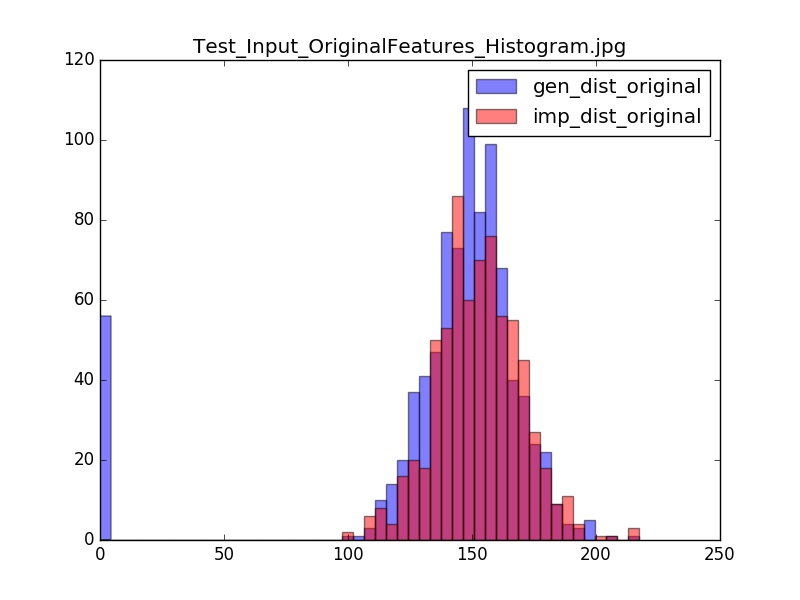 Test_Input_OriginalFeatures_Histogram.jpg
gen_dist_original
imp_dist_original
120
100
80
60
40
20
0
0 50 100 150 200 250